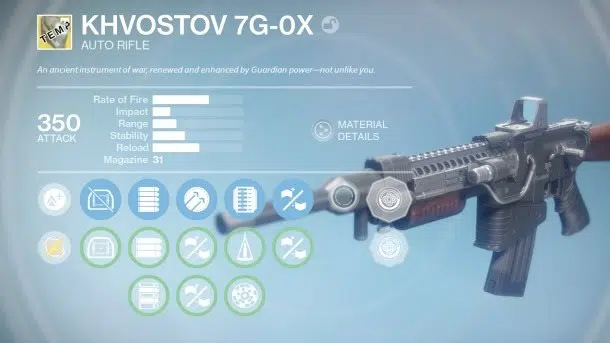 TEMP
KHVOSTOV 7G-0X
AUTO RIFLE
An ancient instrument of war, renewed and enhanced by Guardian power—not unlike you.
350
ATTACK
Rate of Fire
Impact
Range
Stability
Reload
Magazine 31
MATERIAL
DETAILS